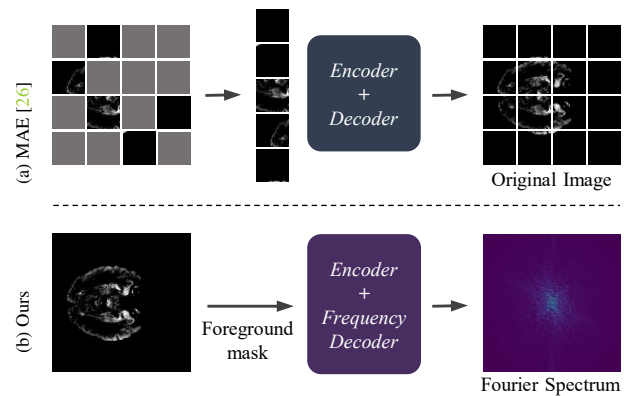 (a) MAE [26]
Encoder
+
Decoder
Original Image
(b) Ours
Foreground
mask
Encoder
+
Frequency
Decoder
Fourier Spectrum